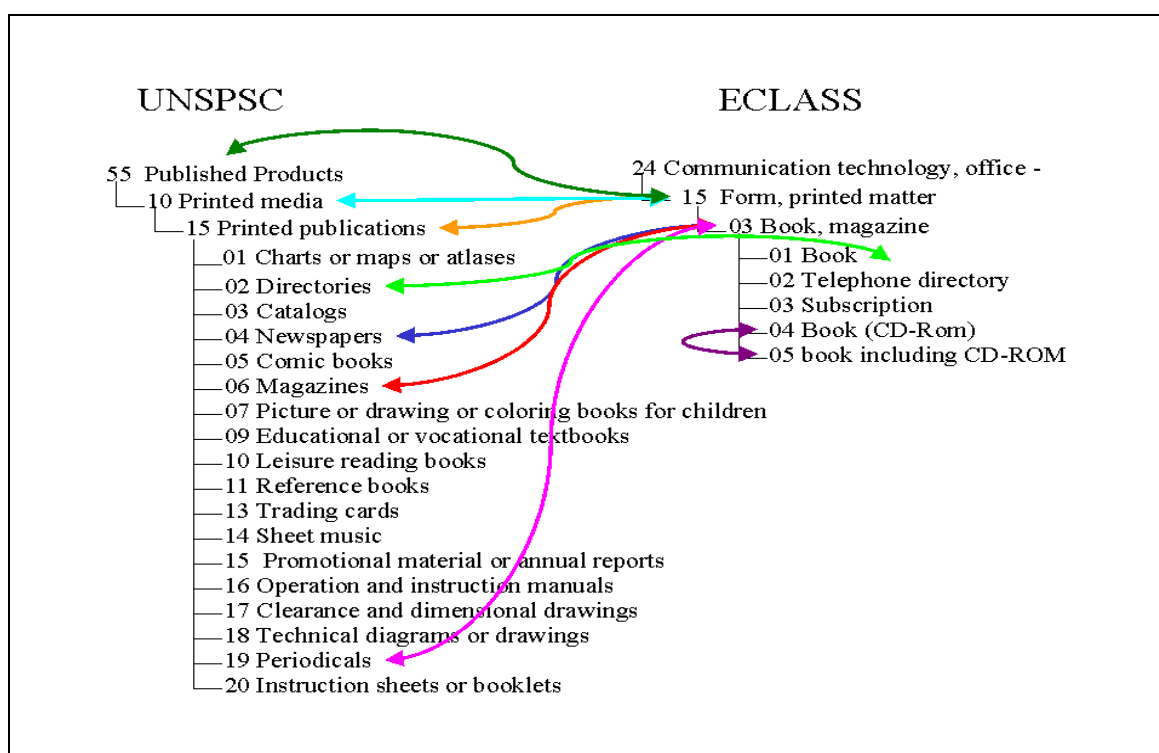 UNSPSC
55 Published Products
10 Printed media
15 Printed publications
01 Charts or maps or atlases
02 Directories
03 Catalogs
04 Newspapers
05 Comic books
06 Magazines
07 Picture or drawing or coloring books for children
09 Educational or vocational textbooks
10 Leisure reading books
11 Reference books
13 Trading cards
14 Sheet music
15 Promotional material or annual reports
16 Operation and instruction manuals
17 Clearance and dimensional drawings
18 Technical diagrams or drawings
19 Periodicals
20 Instruction sheets or booklets
ECLASS
24 Communication technology, office -
15 Form, printed matter
03 Book, magazine
01 Book
02 Telephone directory
03 Subscription
04 Book (CD-Rom)
05 book including CD-ROM